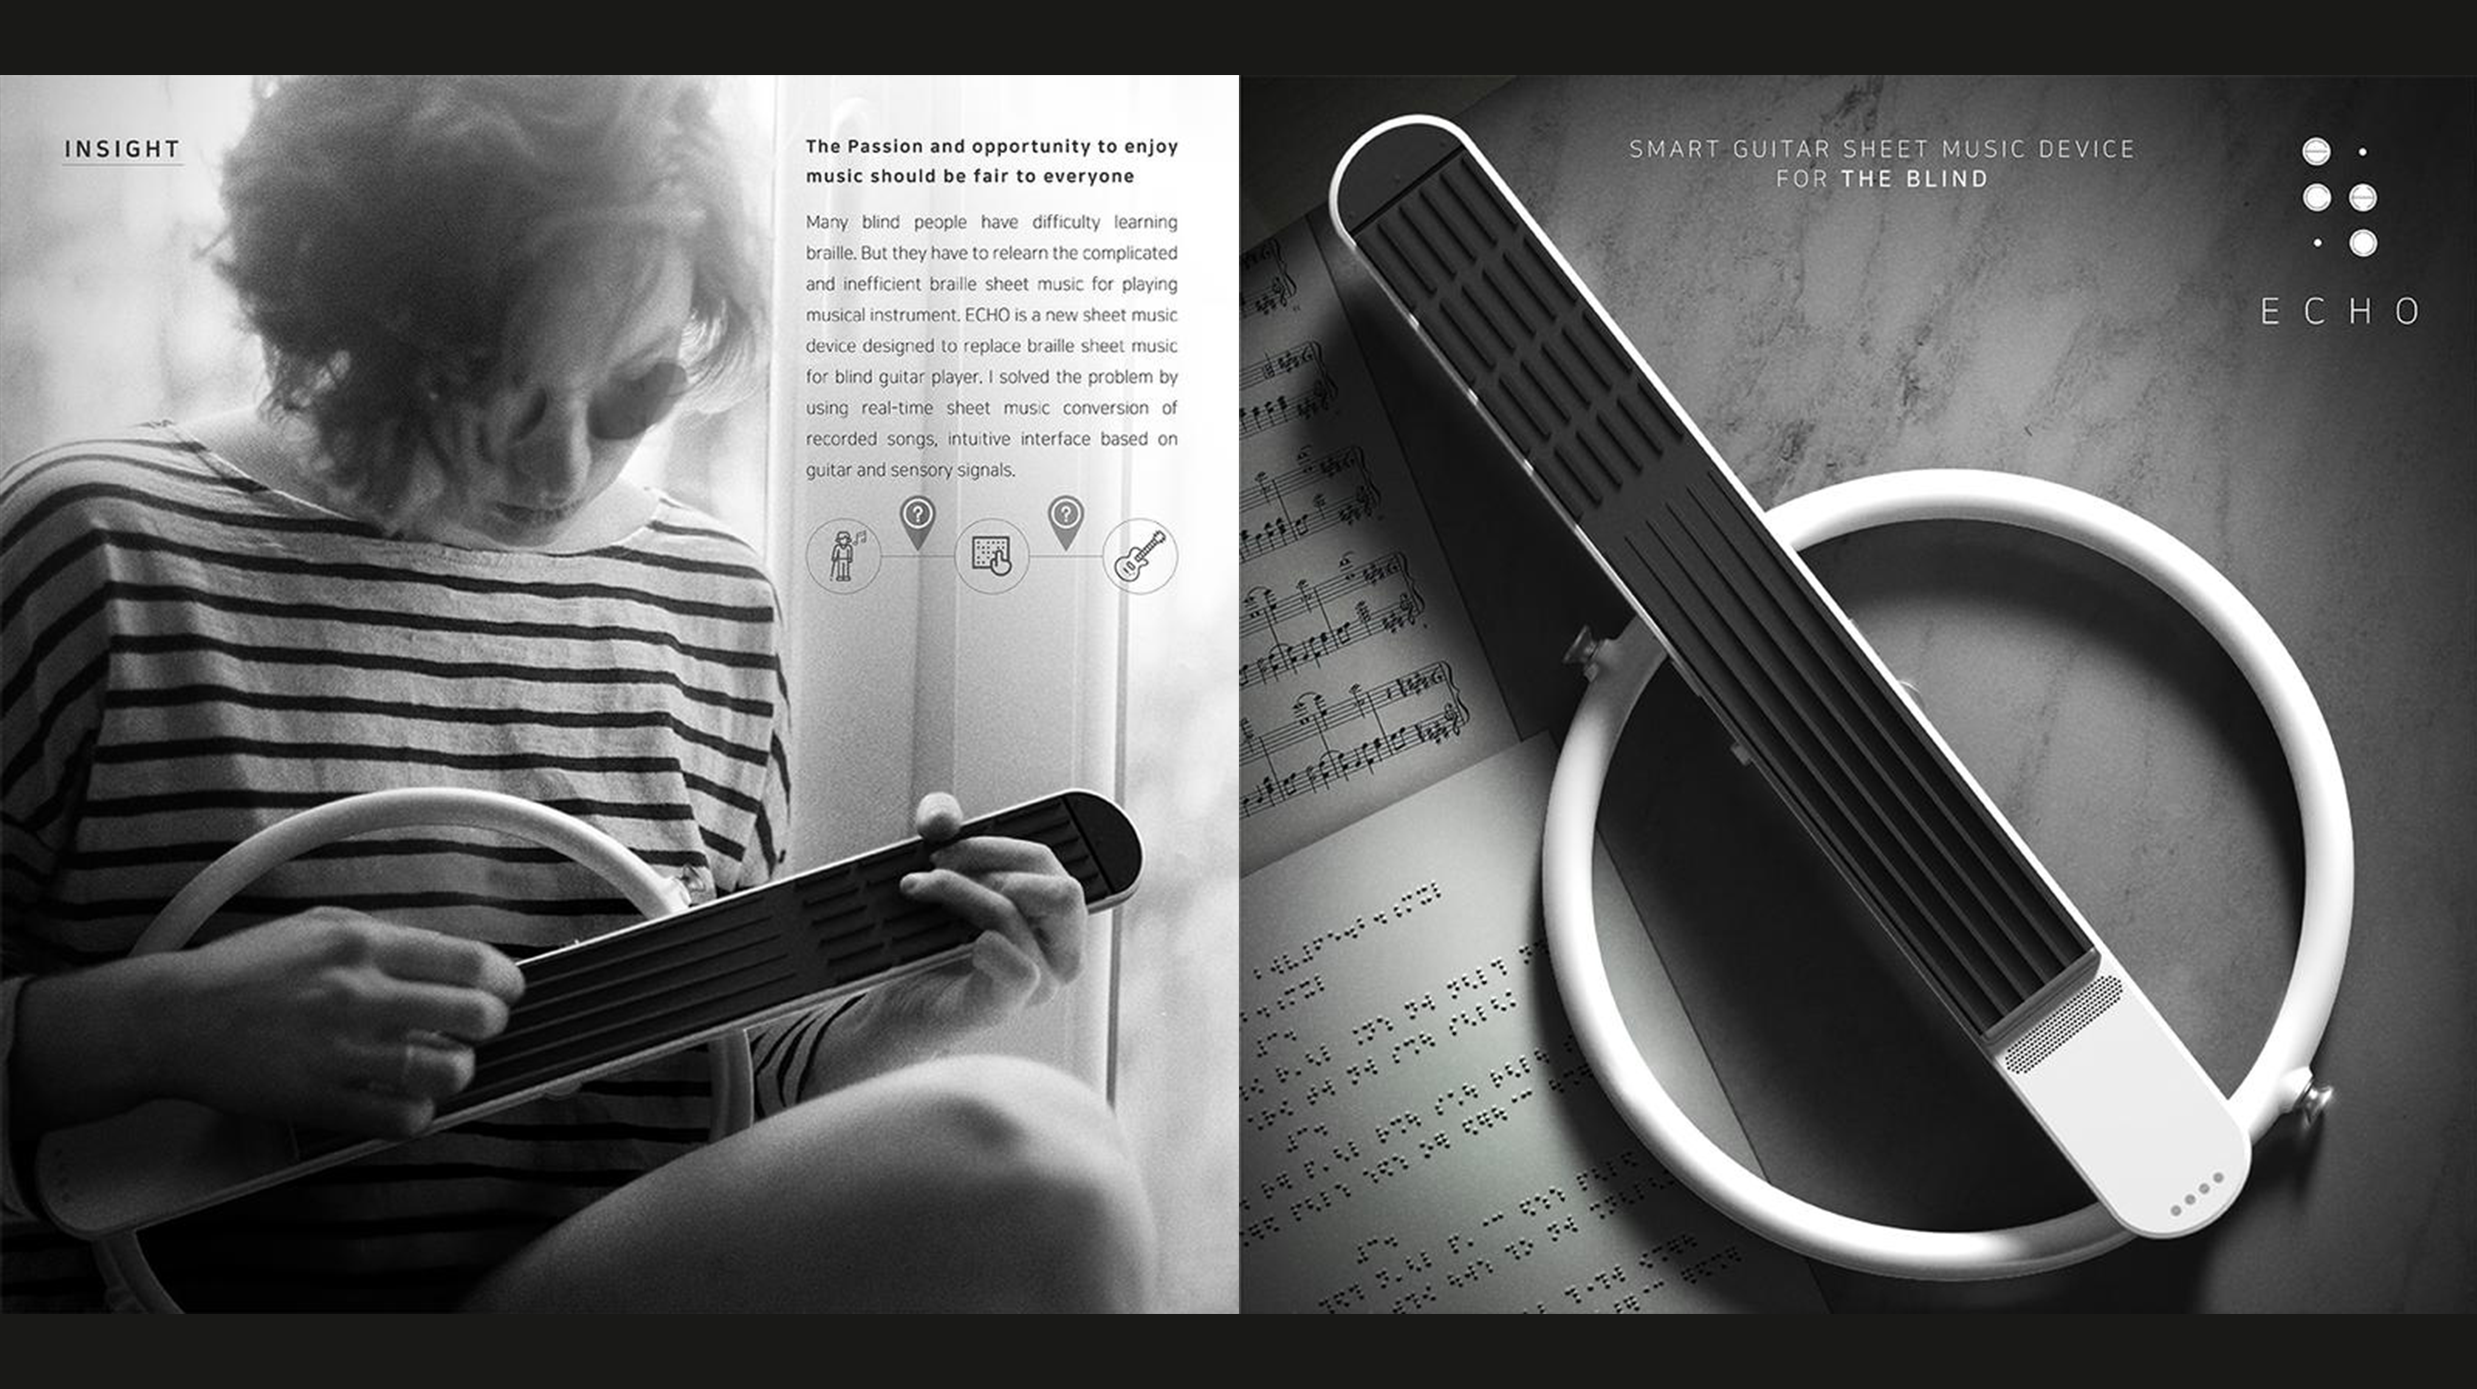 INSIGHT
The Passion and opportunity to enjoy
music should be fair to everyone
Many blind people have difficulty learning
braille. But they have to relearn the complicated
and inefficient braille sheet music for playing
musical instrument. ECHO is a new sheet music
device designed to replace braille sheet music
for blind guitar player. I solved the problem by
using real-time sheet music conversion of
recorded songs, intuitive interface based on
guitar and sensory signals.
? ?
SMART GUITAR SHEET MUSIC DEVICE
FOR THE BLIND
ECHO